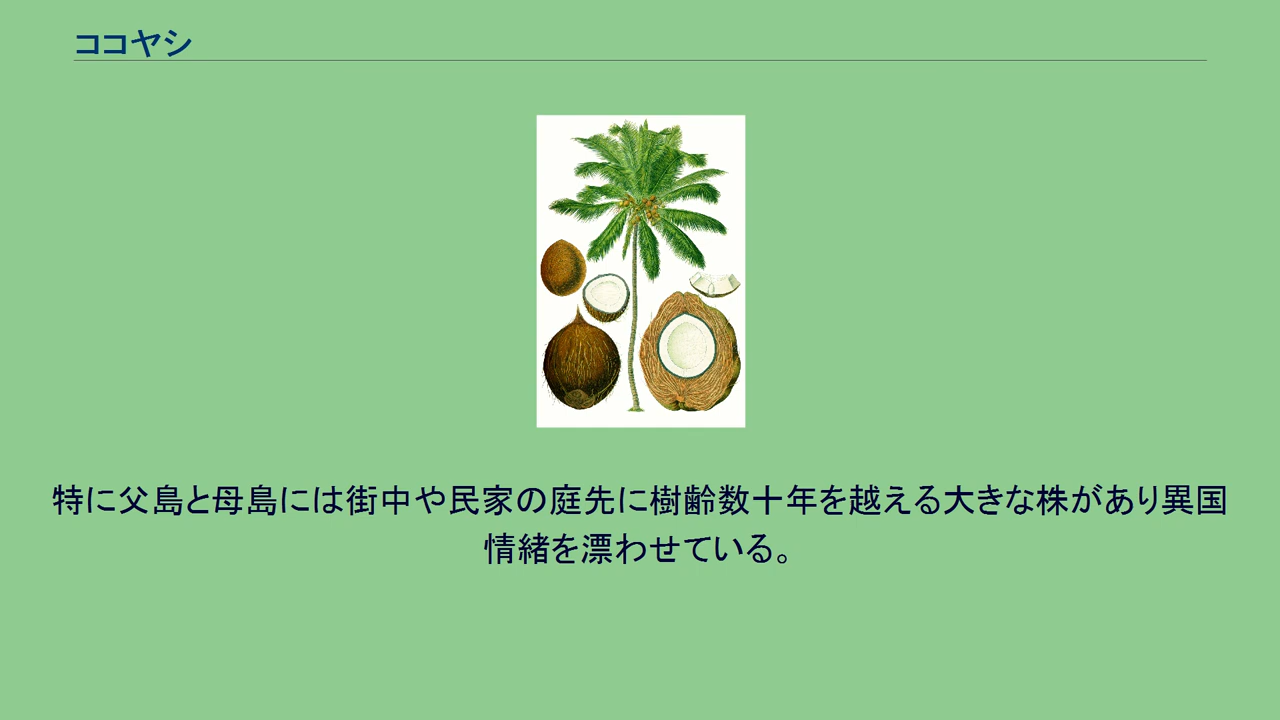 ココヤシ
特に父島と母島には街中や民家の庭先に樹齢数十年を越える大きな株があり異国
情緒を漂わせている。